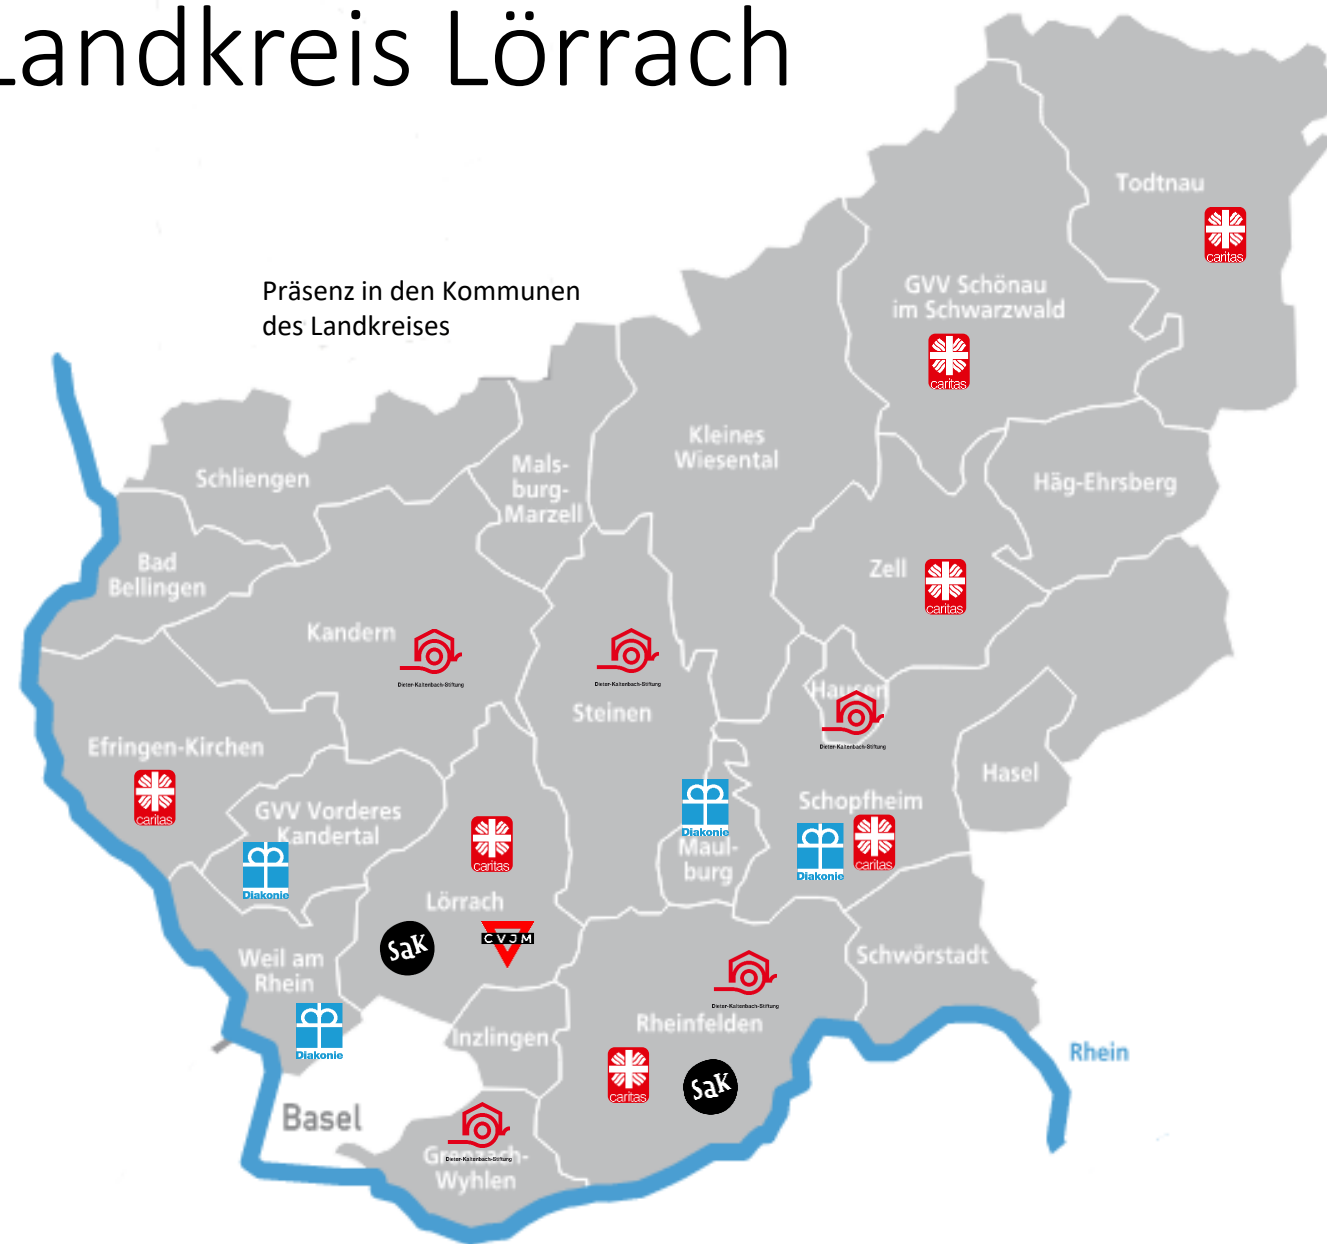 Landkreis Lörrach
Todtnau
caritas
Präsenz in den Kommunen
des Landkreises
GVV Schönau
im Schwarzwald
caritas
Kleines
Wiesental
Schliengen
Mals-
burg-
Marzell
Häg-Ehrsberg
Bad
Bellingen
Zell
caritas
Kandern
Dieter-Kaltenbach-Stiftung
Dieter-Kaltenbach-Stiftung
Steinen
Hausen
Dieter-Kaltenbach-Stiftung
Efringen-Kirchen
caritas
Hasel
GVV Vorderes
Kandertal
Diakonie
Schopfheim
Diakonie
caritas
Diakonie
Maul-
burg
caritas
Lörrach
SaK
CVJM
Weil am
Rhein
Diakonie
Schwörstadt
Dieter-Kaltenbach-Stiftung
Rheinfelden
Inzlingen
Rhein
caritas
SaK
Basel
Dieter-Kaltenbach-Stiftung
Grenzach-
Wyhlen